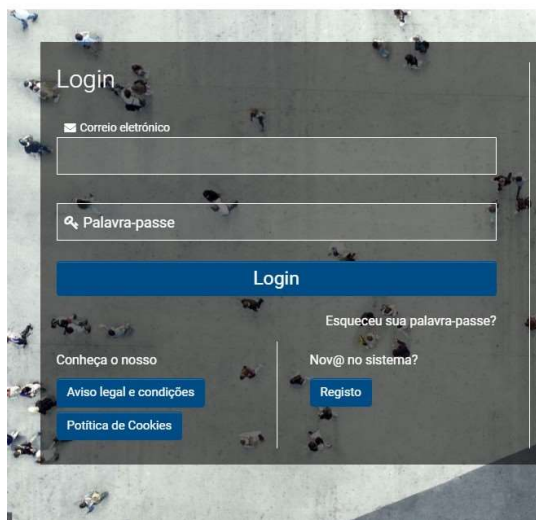 Login
Correio eletrónico
Palavra-passe
Login
Esqueceu sua palavra-passe?
Conheça o nosso
Aviso legal e condições
Potítica de Cookies
Nov@ no sistema?
Registo